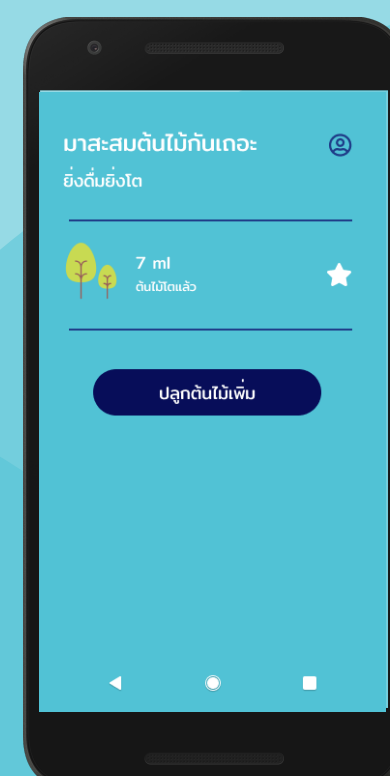 มาสะสมต้นไม้กันเถอะ
ยิ่งดื่มยิ่งโต
7 ml
ต้นไม้โตแล้ว
ปลูกต้นไม้เพิ่ม